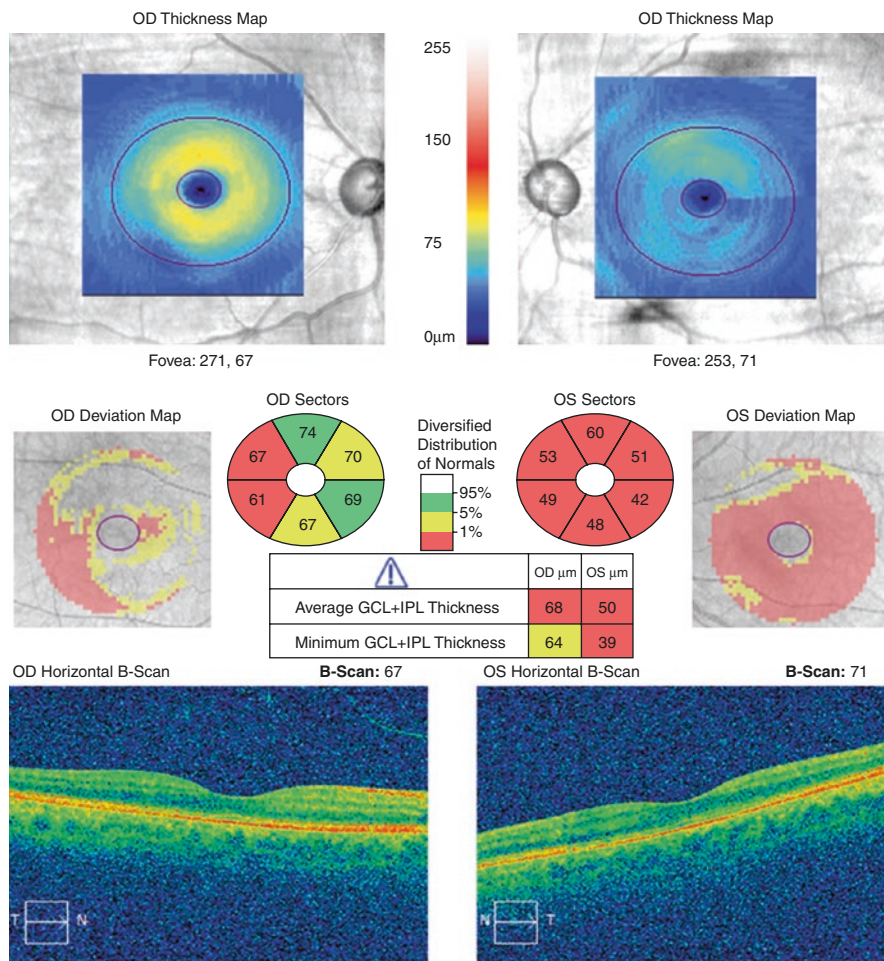 OD Thickness Map
OD Thickness Map
255
150
75
0μm
Fovea: 271, 67
Fovea: 253, 71
OD Deviation Map
OD Sectors
74
67
70
61
69
67
Diversified
Distribution
of Normals
95%
5%
1%
OS Sectors
60
53
51
49
42
48
OS Deviation Map
OD μm
OS μm
Average GCL+IPL Thickness
68
50
Minimum GCL+IPL Thickness
64
39
OD Horizontal B-Scan
B-Scan: 67
OS Horizontal B-Scan
B-Scan: 71
T
N
N
T